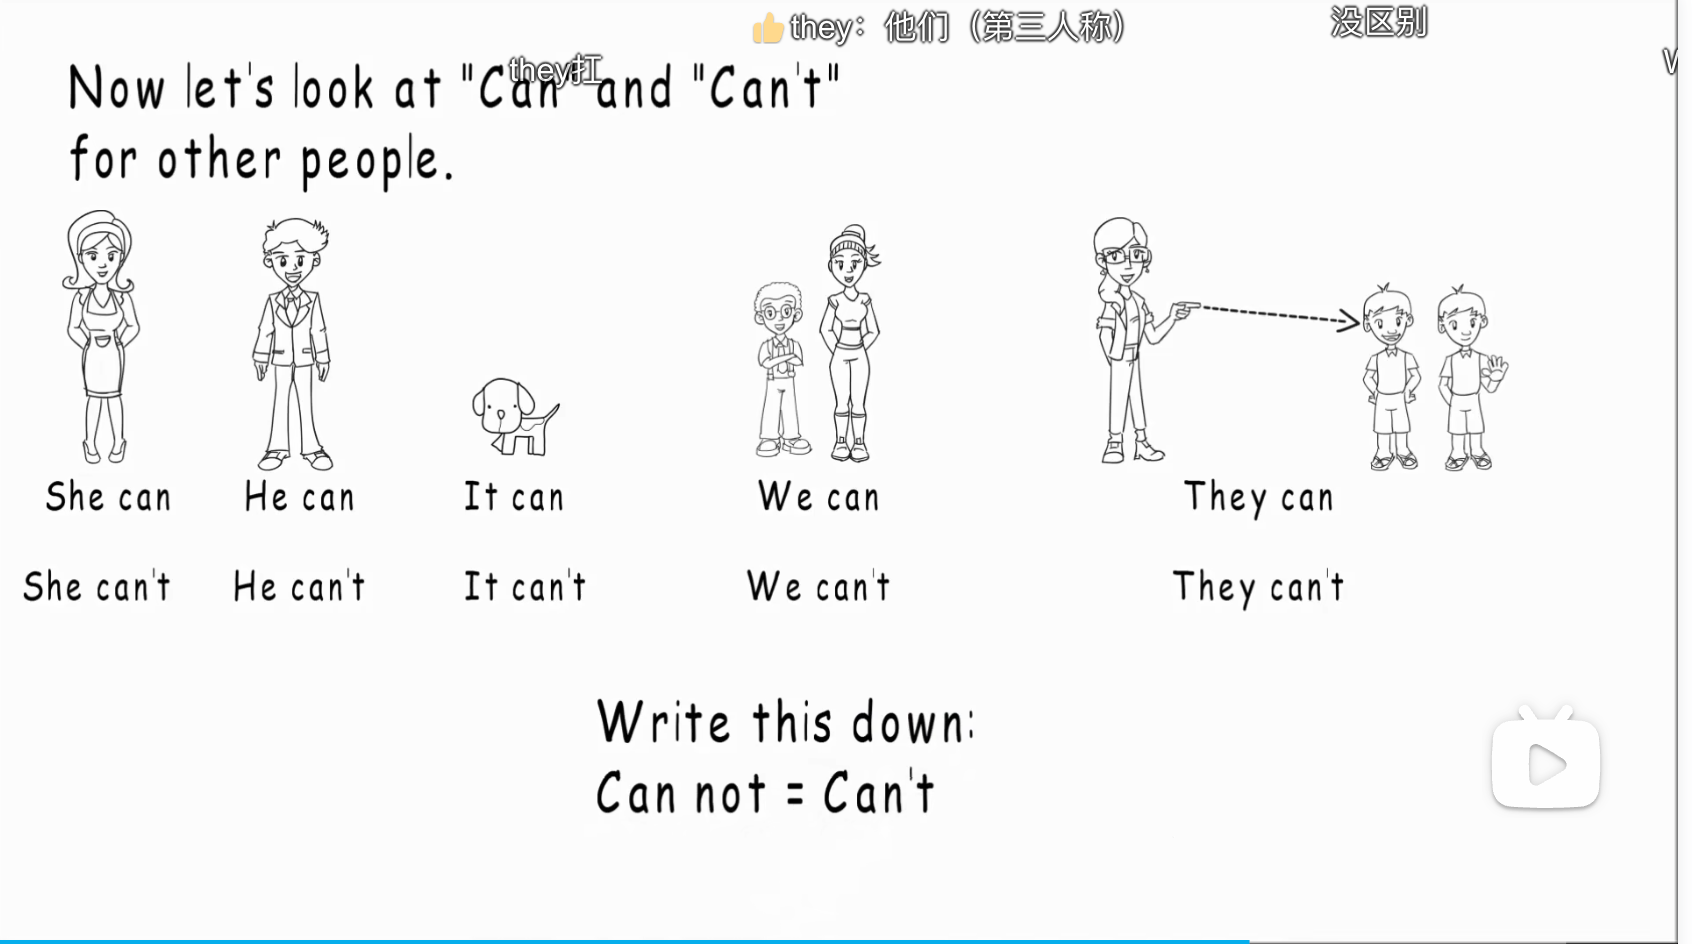 they：他们（第三人称）
没区别
they扛
Now let's look at "Can" and "Can't"
for other people.
She can
He can
It can
We can
They can
She can't
He can't
It can't
We can't
They can't
Write this down:
Can not = Can't